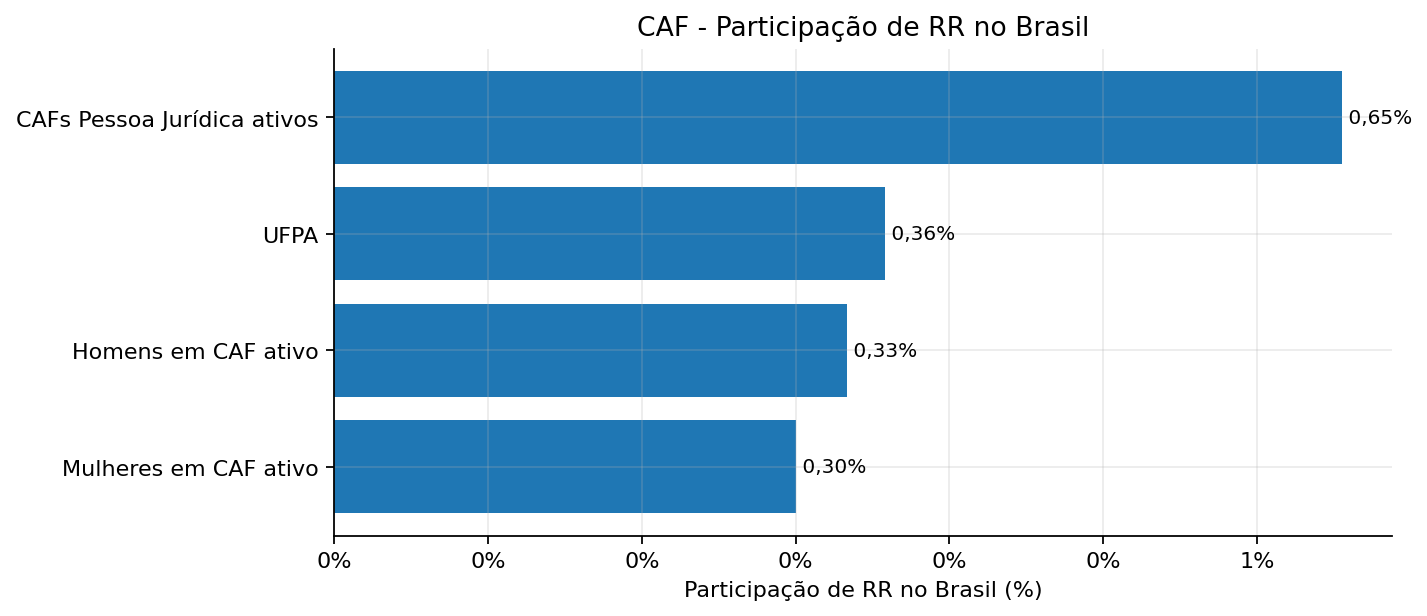 CAF - Participação de RR no Brasil
CAFs Pessoa Jurídica ativos
0,65%
UFPA
0,36%
Homens em CAF ativo
0,33%
Mulheres em CAF ativo
0,30%
0% 0% 0% 0% 0% 0% 1%
Participação de RR no Brasil (%)